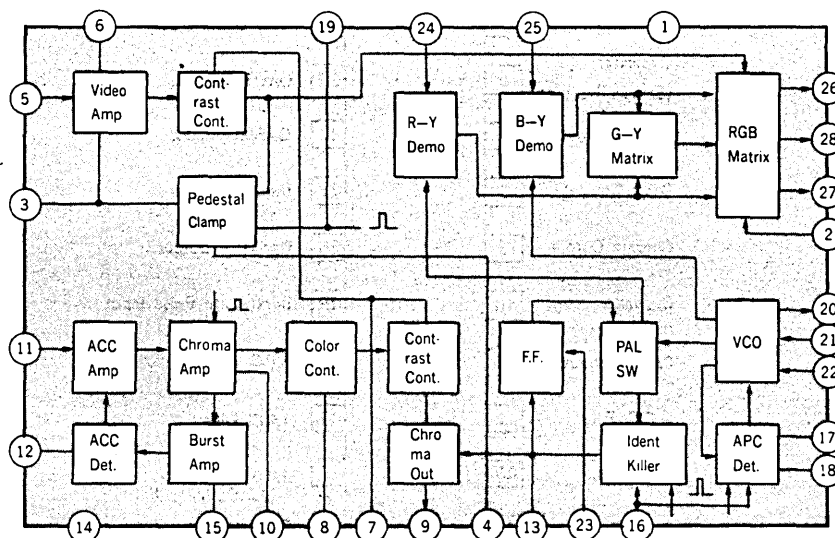 6 19 24 25 1
5 Video Amp
Cont-
rast
Cont.
R-Y
Demo
B-Y
Demo
G-Y
Matrix
RGB
Matrix
26
28
27
2
3
Pedestal
Clamp
11
ACC
Amp
Chroma
Amp
Color
Cont.
Cont-
rast
Cont.
F.F.
PAL
SW
VCO
20
21
22
12
ACC
Det.
Burst
Amp
Chro
ma
Out
Ident
Killer
APC
Det.
17
18
14 15 10 8 7 9 4 13 23 16